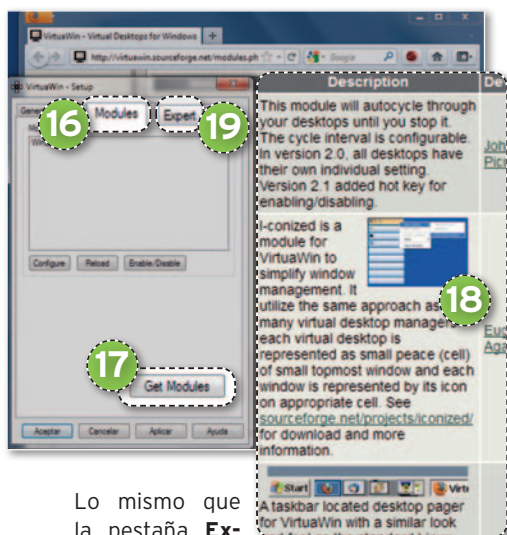 VirtuaWin - Virtual Desktops for Windows
http://virtuawin.sourceforge.net/modules.ph
Google
VirtuaWin - Setup
16
Modules
Expert
19
Configure
Reload
Enable/Disable
17
Get Modules
Aceptar
Cancelar
Aplicar
Ayuda
Description
This module will autocycle through
your desktops until you stop it.
The cycle interval is configurable.
In version 2.0, all desktops have
their own individual setting.
Version 2.1 added hot key for
enabling/disabling.
I-conized is a
module for
VirtuaWin to
simplify window
management. It
utilize the same approach as
many virtual desktop manager
each virtual desktop is
represented as small peace (cell)
of small topmost window and each
window is represented by its icon
on appropriate cell. See
sourceforge.net/projects/iconized/
for download and more
information.
18
Start
A taskbar located desktop pager
for VirtuaWin with a similar look
Lo mismo que
la pestaña Ex-